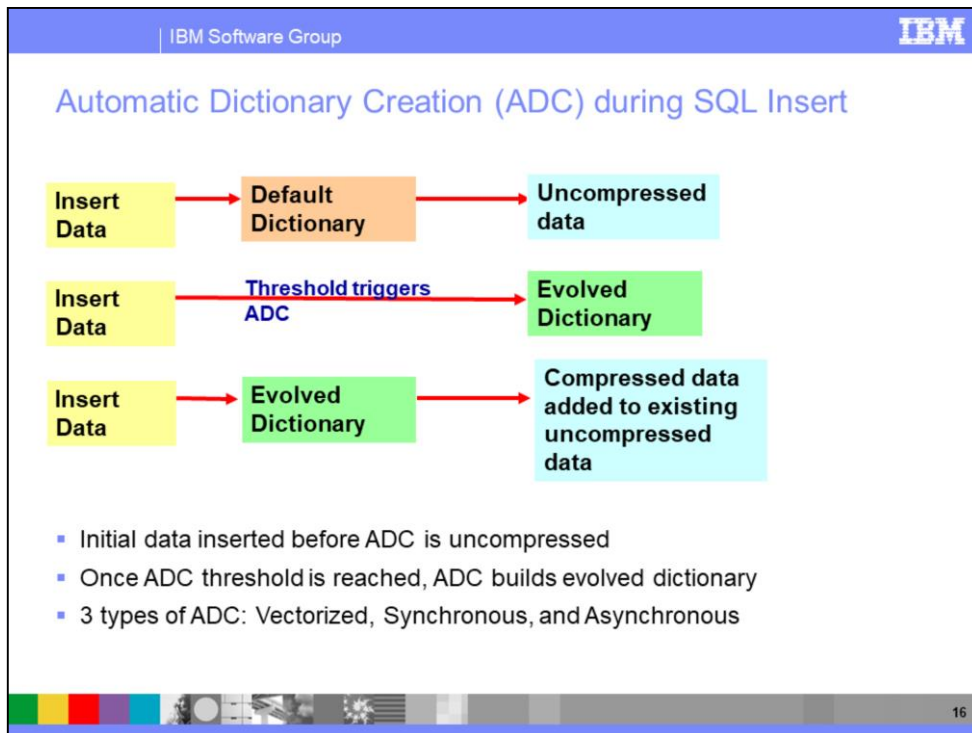 IBM Software Group
IBM
Automatic Dictionary Creation (ADC) during SQL Insert
Insert
Data
Default
Dictionary
Uncompressed
data
Insert
Data
Threshold triggers
ADC
Evolved
Dictionary
Insert
Data
Evolved
Dictionary
Compressed data
added to existing
uncompressed
data
▪ Initial data inserted before ADC is uncompressed
▪ Once ADC threshold is reached, ADC builds evolved dictionary
▪ 3 types of ADC: Vectorized, Synchronous, and Asynchronous
16